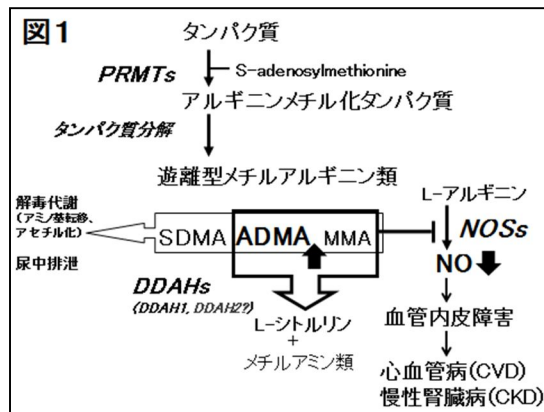 図1
タンパク質
PRMTs
S-adenosylmethionine
アルギニンメチル化タンパク質
タンパク質分解
遊離型メチルアルギニン類
解毒代謝
(アミノ基転移、
アセチル化)
尿中排泄
SDMA ADMA MMA
L-アルギニン
NOSs
NO
DDAHs
(DDAH1, DDAH2?)
L-シトルリン
+
メチルアミン類
血管内皮障害
心血管病(CVD)
慢性腎臓病(CKD)